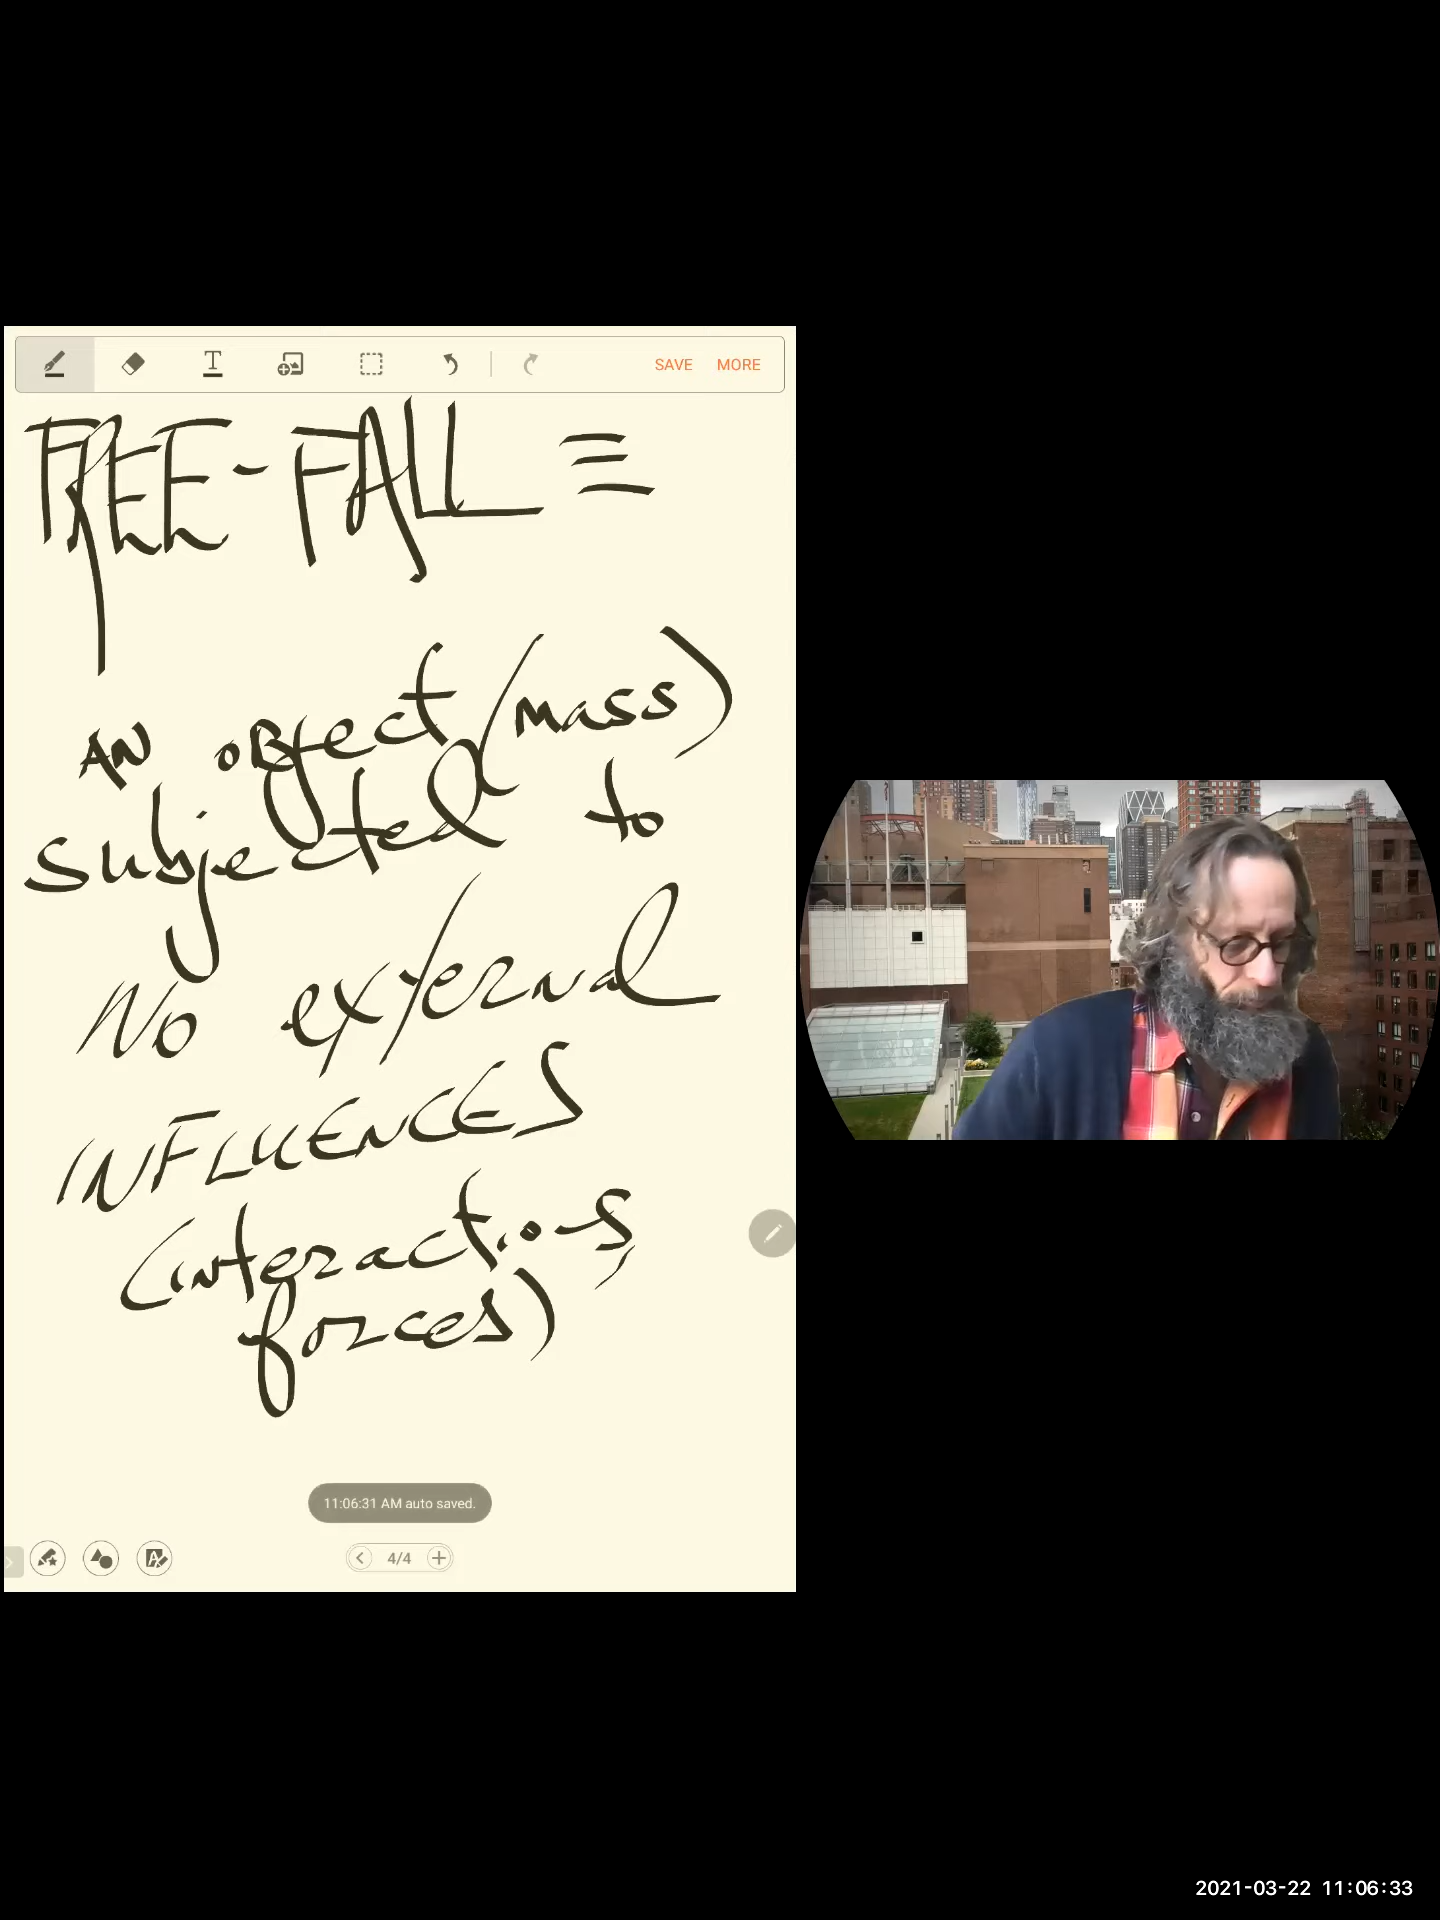 T
SAVE
MORE
FREE-FALL ≡
AN OBJECT (mass)
subjected to
No external
INFLUENCES
(interactions,
forces)
11:06:31 AM auto saved.
A
4/4
2021-03-22 11:06:33